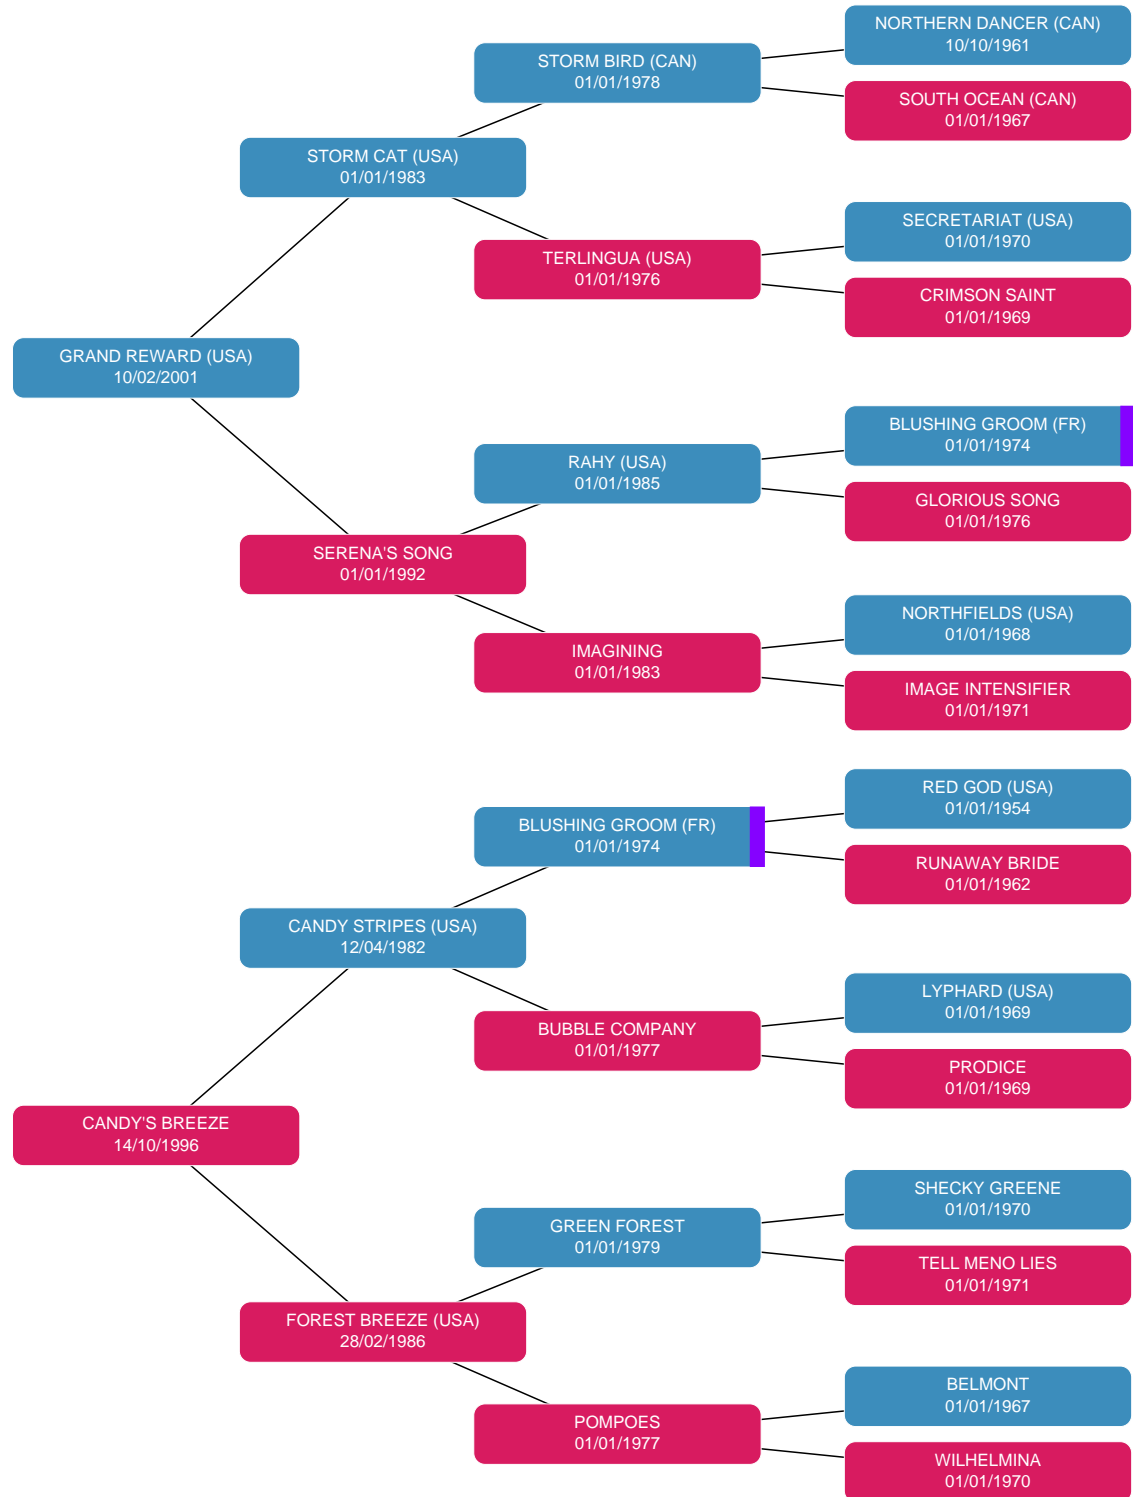 NORTHERN DANCER (CAN)
10/10/1961
STORM BIRD (CAN)
01/01/1978
SOUTH OCEAN (CAN)
01/01/1967
STORM CAT (USA)
01/01/1983
SECRETARIAT (USA)
01/01/1970
TERLINGUA (USA)
01/01/1976
CRIMSON SAINT
01/01/1969
GRAND REWARD (USA)
10/02/2001
BLUSHING GROOM (FR)
01/01/1974
RAHY (USA)
01/01/1985
GLORIOUS SONG
01/01/1976
SERENA'S SONG
01/01/1992
NORTHFIELDS (USA)
01/01/1968
IMAGINING
01/01/1983
IMAGE INTENSIFIER
01/01/1971
RED GOD (USA)
01/01/1954
BLUSHING GROOM (FR)
01/01/1974
RUNAWAY BRIDE
01/01/1962
CANDY STRIPES (USA)
12/04/1982
LYPHARD (USA)
01/01/1969
BUBBLE COMPANY
01/01/1977
PRODICE
01/01/1969
CANDY'S BREEZE
14/10/1996
SHECKY GREENE
01/01/1970
GREEN FOREST
01/01/1979
TELL MENO LIES
01/01/1971
FOREST BREEZE (USA)
28/02/1986
BELMONT
01/01/1967
POMPOES
01/01/1977
WILHELMINA
01/01/1970